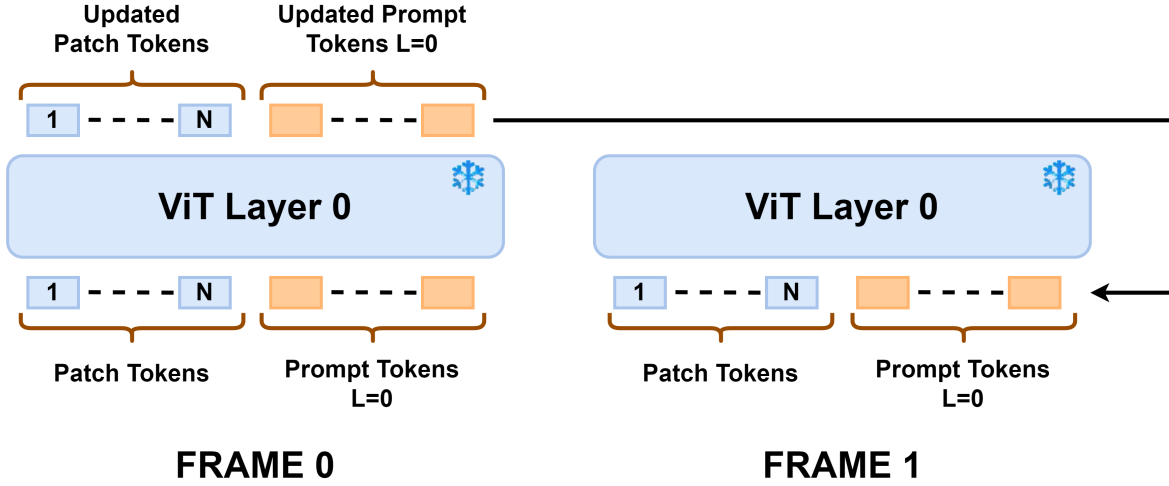 Updated
Patch Tokens
Updated Prompt
Tokens L=0
1
N
ViT Layer 0
ViT Layer 0
1
N
1
N
Patch Tokens
Prompt Tokens
L=0
Patch Tokens
Prompt Tokens
L=0
FRAME 0
FRAME 1